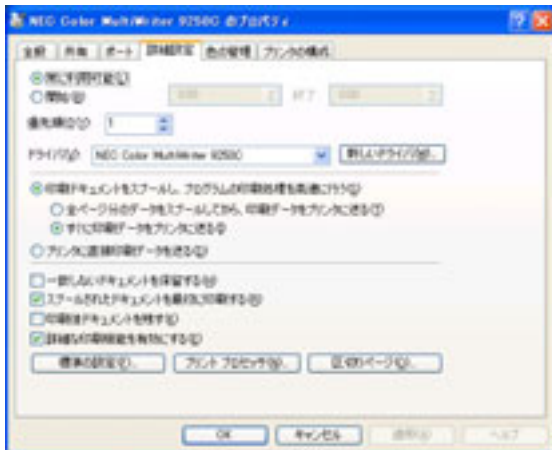 NEC Color MultiWriter 9250C のプロパティ
全般 共有 ポート 詳細設定 色の管理 プリンタの構成
常に利用可能(L)
開始(B) 0:00 終了 0:00
優先順位(Y): 1
ドライバ(V): NEC Color MultiWriter 9250C 新しいドライバ(W)...
印刷ドキュメントをスプールし、プログラムの印刷処理を高速に行う(S)
全ページ分のデータをスプールしてから、印刷データをプリンタに送る(T)
すぐに印刷データをプリンタに送る(I)
プリンタに直接印刷データを送る(D)
一致しないドキュメントを保留する(H)
スプールされたドキュメントを最初に印刷する(R)
印刷後ドキュメントを残す(K)
詳細な印刷機能を有効にする(E)
標準の設定(F)... プリント プロセッサ(N)... 区切りページ(G)...
OK キャンセル 適用(A) ヘルプ